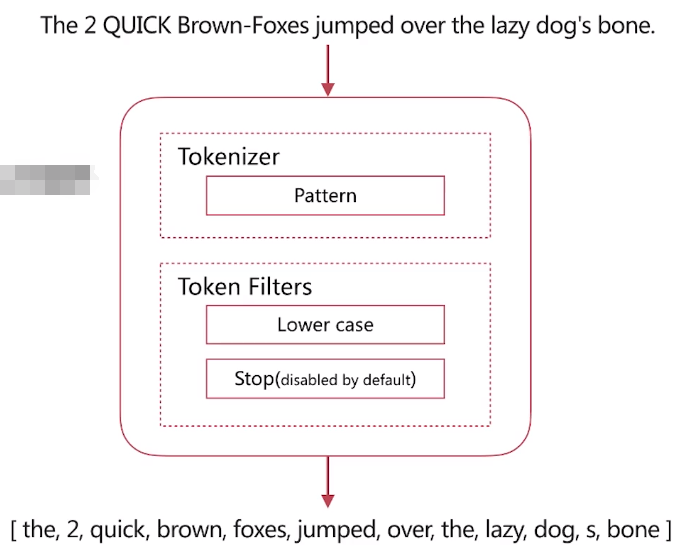 The 2 QUICK Brown-Foxes jumped over the lazy dog's bone.
Tokenizer
Pattern
Token Filters
Lower case
Stop(disabled by default)
[ the, 2, quick, brown, foxes, jumped, over, the, lazy, dog, s, bone ]